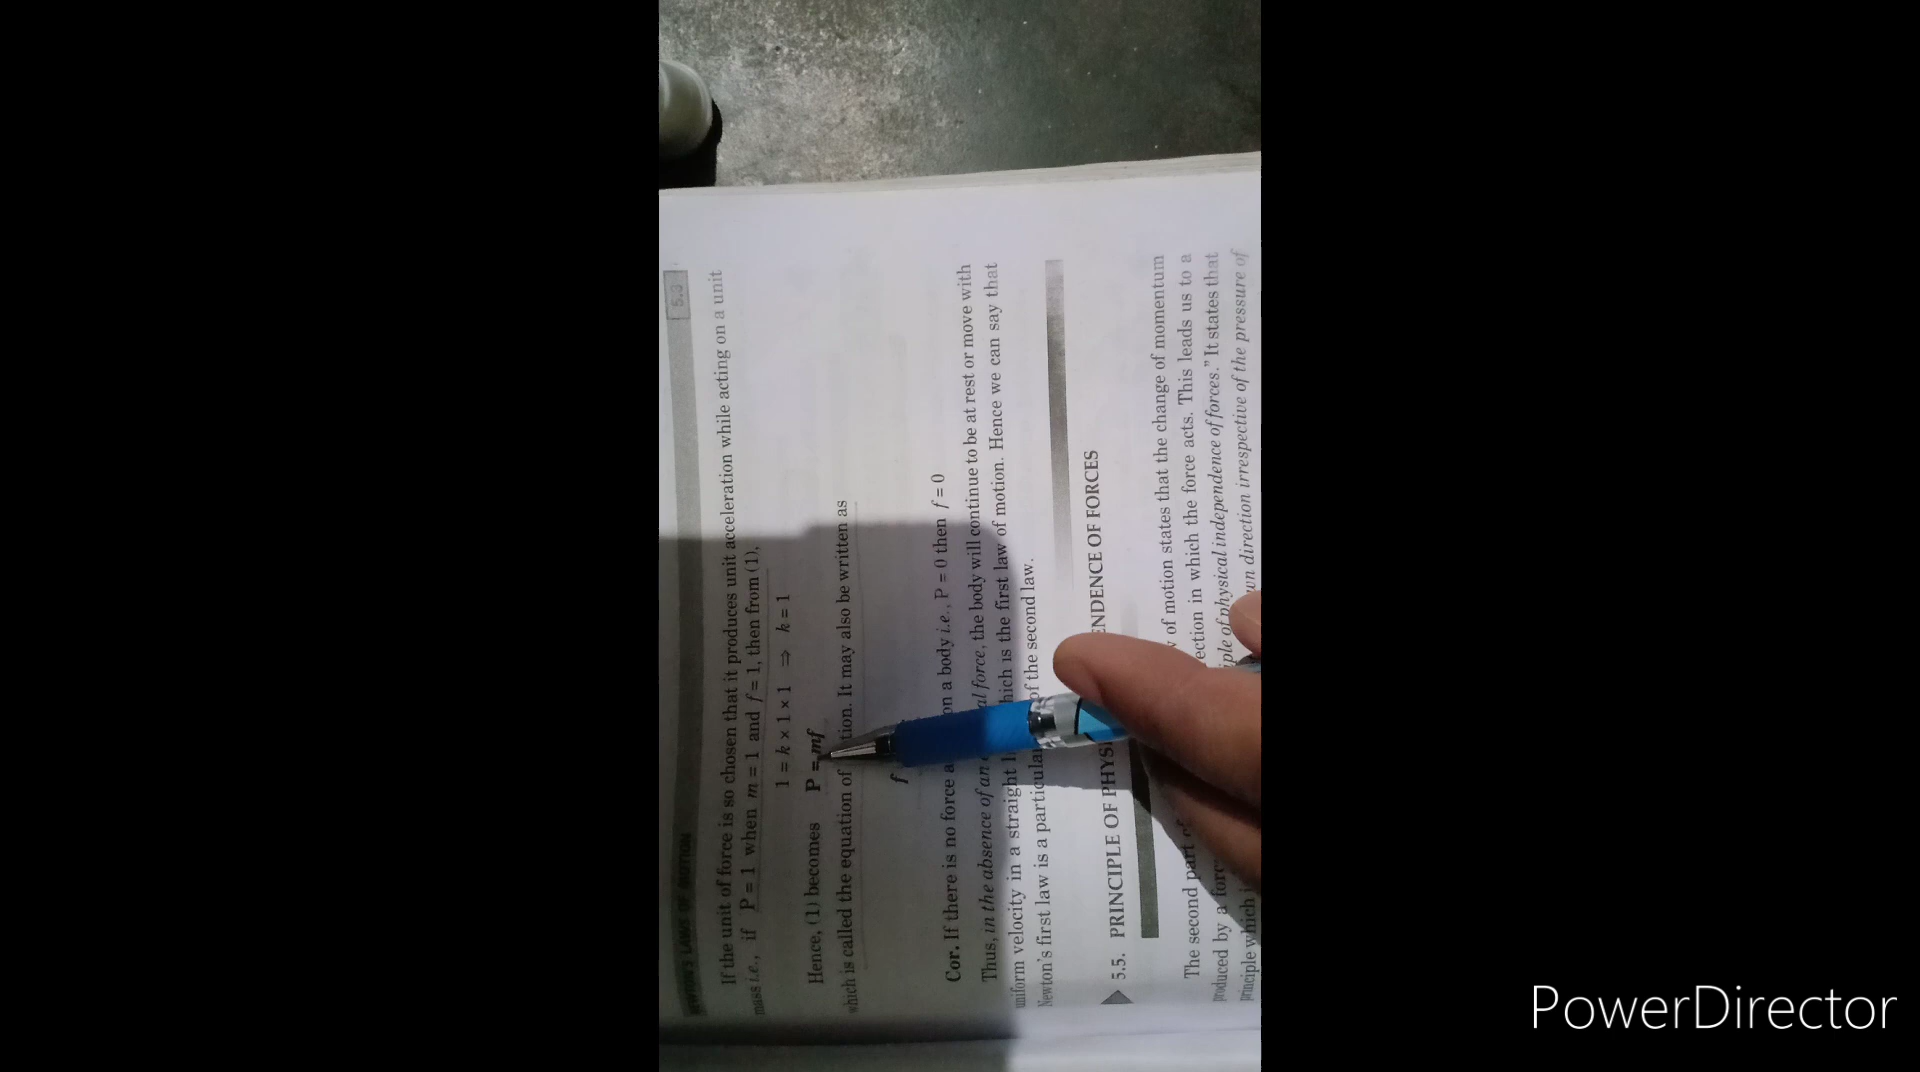 NEWTON'S LAWS OF MOTION 5.3
If the unit of force is so chosen that it produces unit acceleration while acting on a unit
mass i.e., if P = 1 when m = 1 and f = 1, then from (1),
1 = k × 1 × 1 ⇒ k = 1
Hence, (1) becomes P = mf
which is called the equation of tion. It may also be written as
f
Cor. If there is no force a on a body i.e., P = 0 then f = 0
Thus, in the absence of an al force, the body will continue to be at rest or move with
uniform velocity in a straight l hich is the first law of motion. Hence we can say that
Newton's first law is a particula of the second law.
5.5. PRINCIPLE OF PHYSI ENDENCE OF FORCES
The second part of motion states that the change of momentum
produced by a forc ection in which the force acts. This leads us to a
principle which i iple of physical independence of forces." It states that
wn direction irrespective of the pressure of
PowerDirector